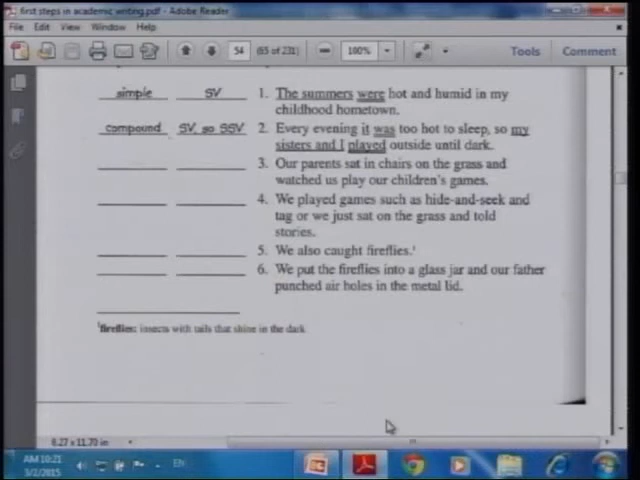 first steps in academic writing.pdf - Adobe Reader
File Edit View Window Help
54 (65 of 231) 100% Tools Comment
simple SV 1. The summers were hot and humid in my
childhood hometown.
compound SV, so SSV 2. Every evening it was too hot to sleep, so my
sisters and I played outside until dark.
3. Our parents sat in chairs on the grass and
watched us play our children's games.
4. We played games such as hide-and-seek and
tag or we just sat on the grass and told
stories.
5. We also caught fireflies.¹
6. We put the fireflies into a glass jar and our father
punched air holes in the metal lid.
¹fireflies: insects with tails that shine in the dark
8.27 x 11.70 in
AM 10:21
3/2/2015
EN